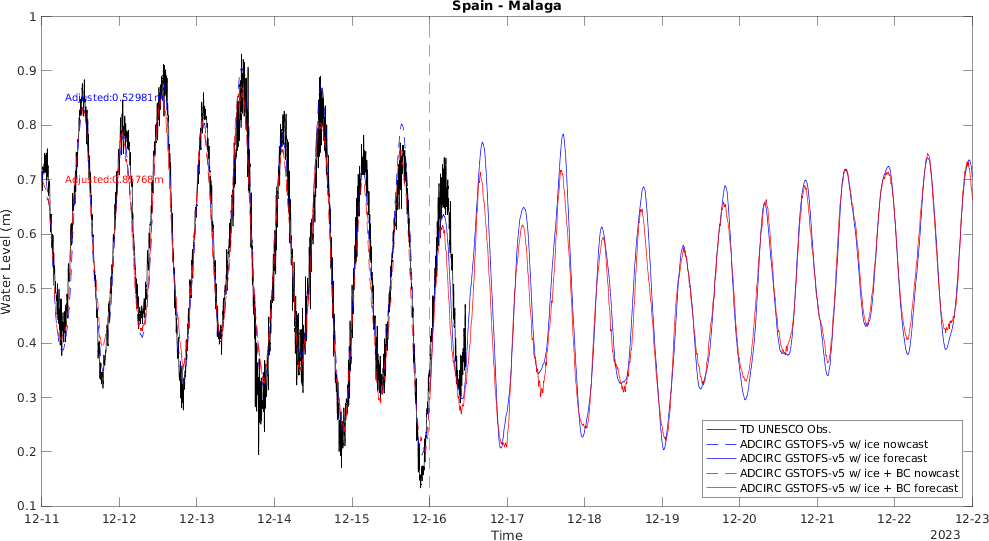 Spain - Malaga
Water Level (m)
1
0.9
0.8
0.7
0.6
0.5
0.4
0.3
0.2
0.1
Adjusted:0.52981m
TD UNESCO Obs.
ADCIRC GSTOFS-v5 w/ ice nowcast
ADCIRC GSTOFS-v5 w/ ice forecast
ADCIRC GSTOFS-v5 w/ ice + BC nowcast
ADCIRC GSTOFS-v5 w/ ice + BC forecast
12-11 12-12 12-13 12-14 12-15 12-16 12-17 12-18 12-19 12-20 12-21 12-22 12-23
Time
2023